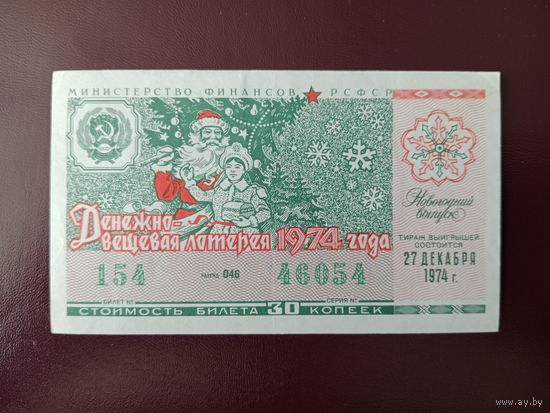 МИНИСТЕРСТВО ФИНАНСОВ РСФСР
Денежно-
вещевая лотерея 1974 года
154
РАЗРЯД 046
46054
БИЛЕТ №
СЕРИЯ №
СТОИМОСТЬ БИЛЕТА 30 КОПЕЕК
Новогодний
выпуск
ТИРАЖ ВЫИГРЫШЕЙ
СОСТОИТСЯ
27 ДЕКАБРЯ
1974 г.
© www.ay.by